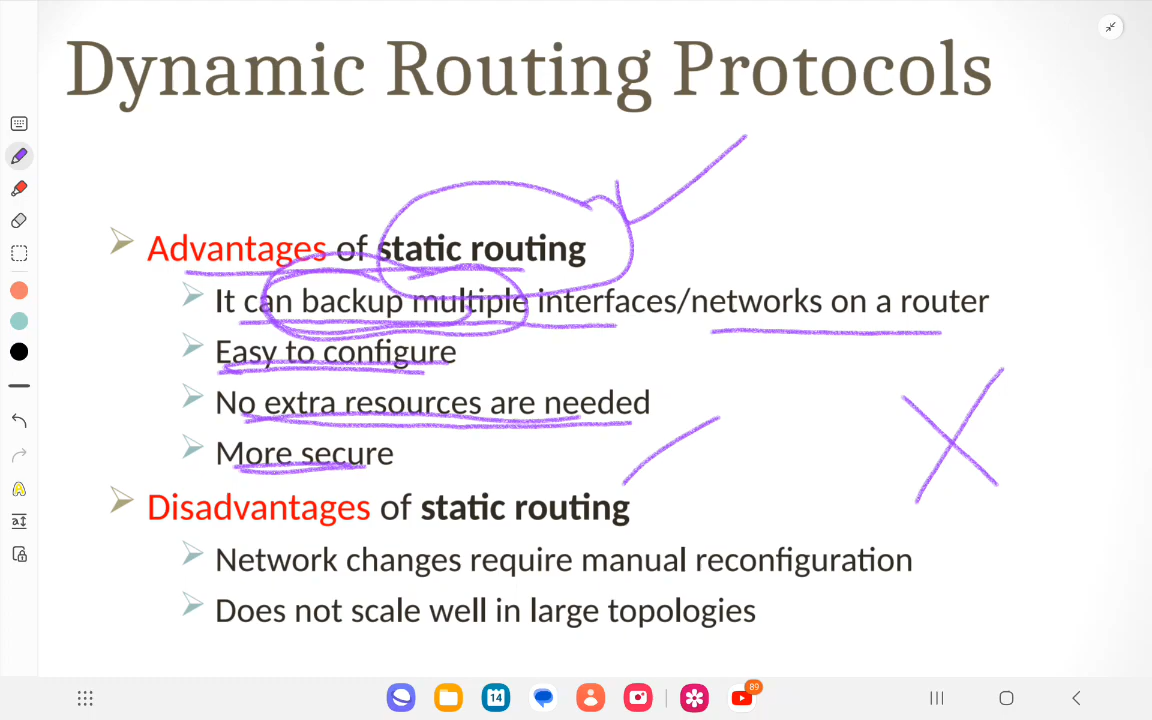 Dynamic Routing Protocols
Advantages of static routing
It can backup multiple interfaces/networks on a router
Easy to configure
No extra resources are needed
More secure
Disadvantages of static routing
Network changes require manual reconfiguration
Does not scale well in large topologies
14
89